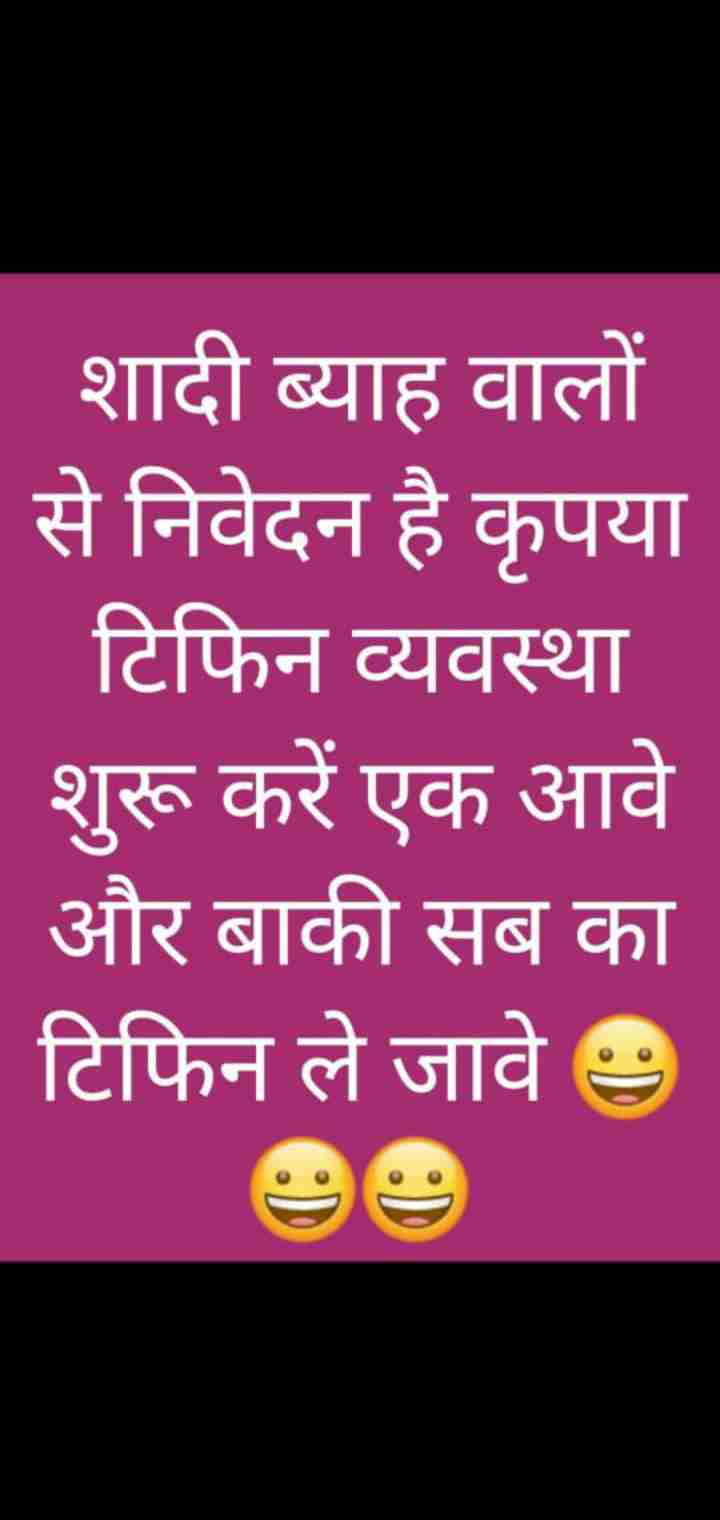 शादी ब्याह वालों
से निवेदन है कृपया
टिफिन व्यवस्था
शुरू करें एक आवे
और बाकी सब का
टिफिन ले जावे 😀
😀😀